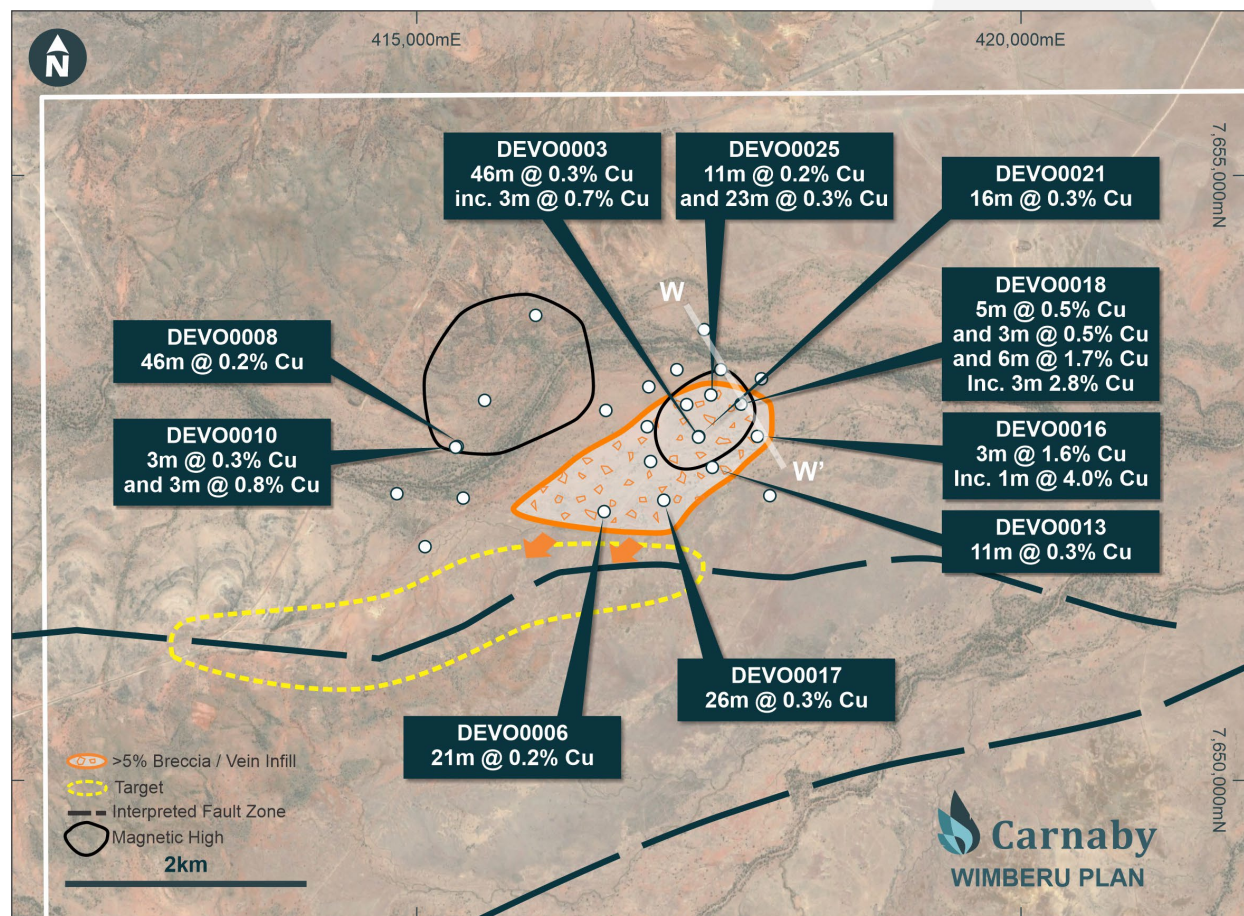 N
415,000mE
420,000mE
7,655,000mN
DEVO0003
46m @ 0.3% Cu
inc. 3m @ 0.7% Cu
DEVO0025
11m @ 0.2% Cu
and 23m @ 0.3% Cu
DEVO0021
16m @ 0.3% Cu
DEVO0018
5m @ 0.5% Cu
and 3m @ 0.5% Cu
and 6m @ 1.7% Cu
Inc. 3m 2.8% Cu
W
DEVO0008
46m @ 0.2% Cu
DEVO0010
3m @ 0.3% Cu
and 3m @ 0.8% Cu
DEVO0016
3m @ 1.6% Cu
Inc. 1m @ 4.0% Cu
W'
DEVO0013
11m @ 0.3% Cu
DEVO0017
26m @ 0.3% Cu
DEVO0006
21m @ 0.2% Cu
7,650,000mN
>5% Breccia / Vein Infill
Target
Interpreted Fault Zone
Magnetic High
2km
Carnaby
WIMBERU PLAN